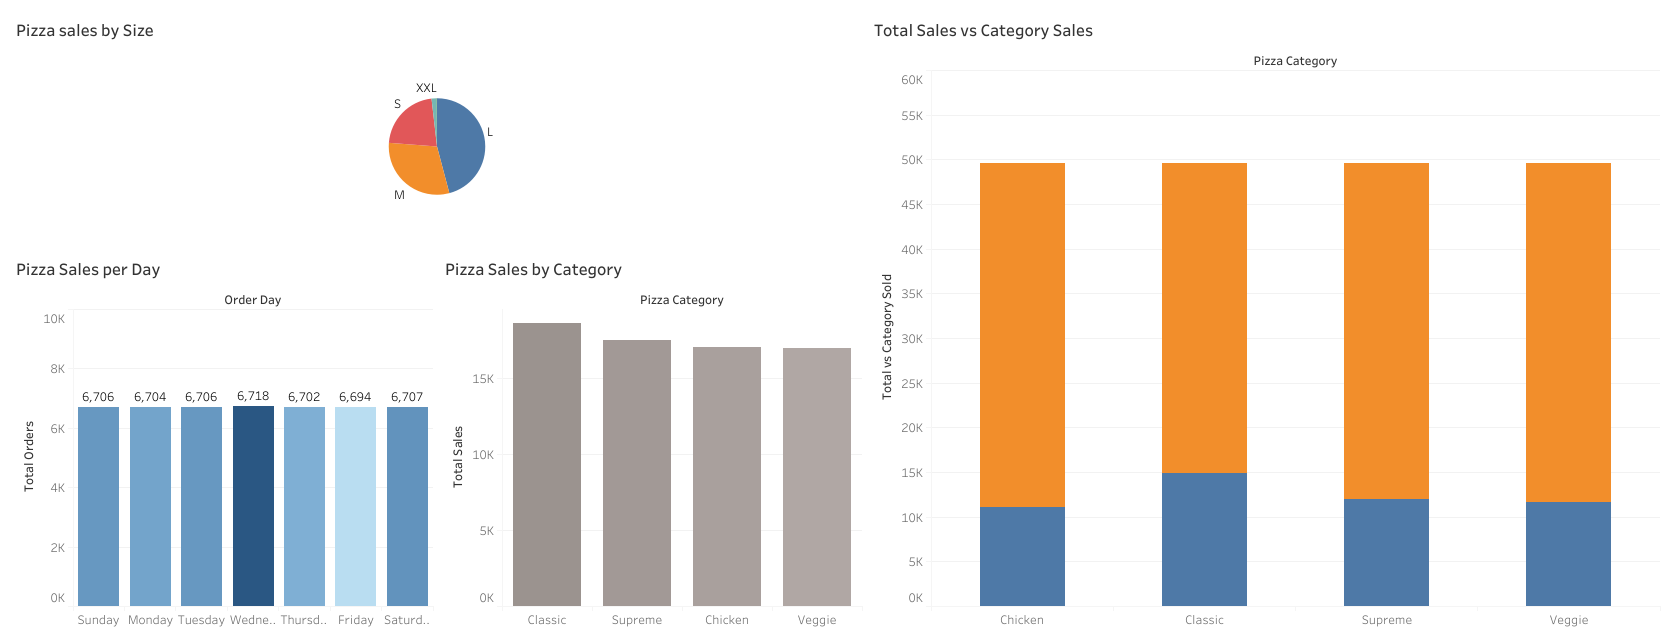 Pizza sales by Size
XXL
S
L
M
Pizza Sales per Day
Order Day
Total Orders
10K
8K
6K
4K
2K
0K
6,706
6,704
6,706
6,718
6,702
6,694
6,707
Sunday
Monday
Tuesday
Wedne..
Thursd..
Friday
Saturd..
Pizza Sales by Category
Pizza Category
Total Sales
15K
10K
5K
0K
Classic
Supreme
Chicken
Veggie
Total Sales vs Category Sales
Pizza Category
Total vs Category Sold
60K
55K
50K
45K
40K
35K
30K
25K
20K
15K
10K
5K
0K
Chicken
Classic
Supreme
Veggie